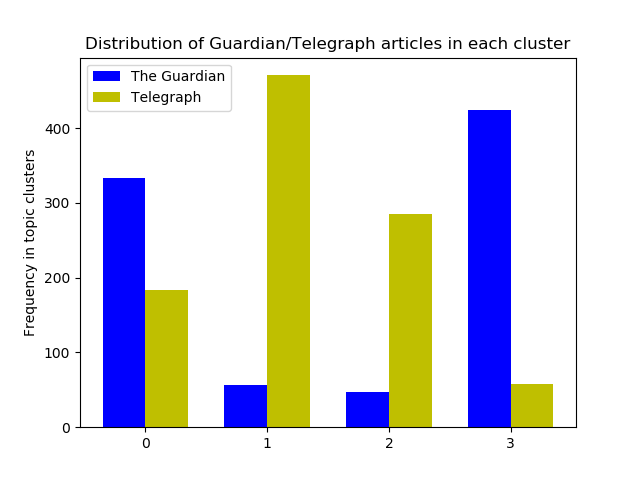 Distribution of Guardian/Telegraph articles in each cluster
The Guardian
Telegraph
Frequency in topic clusters
400
300
200
100
0
0 1 2 3